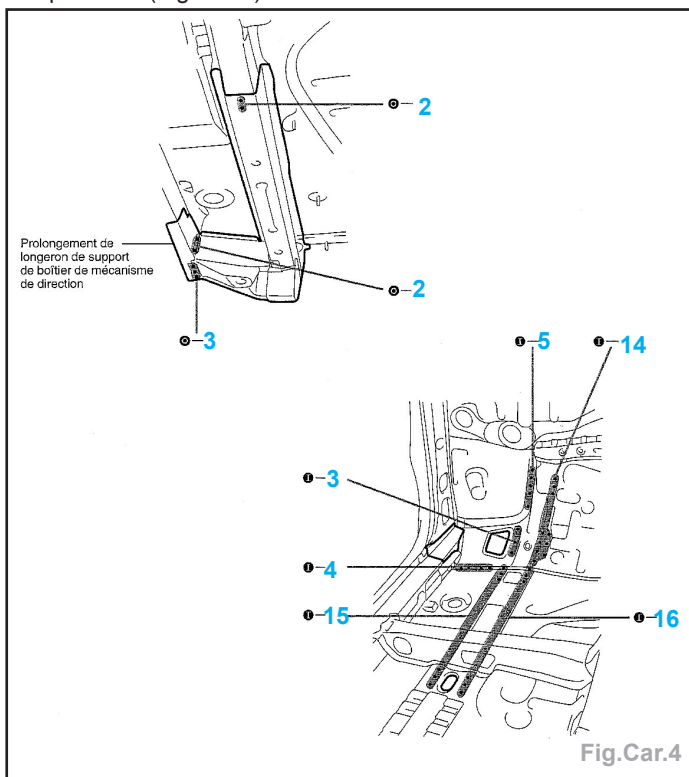 -2
Prolongement de
longeron de support
de boîtier de mécanisme
de direction
-2
-3
-5
-14
-3
-4
-15
-16
Fig.Car.4